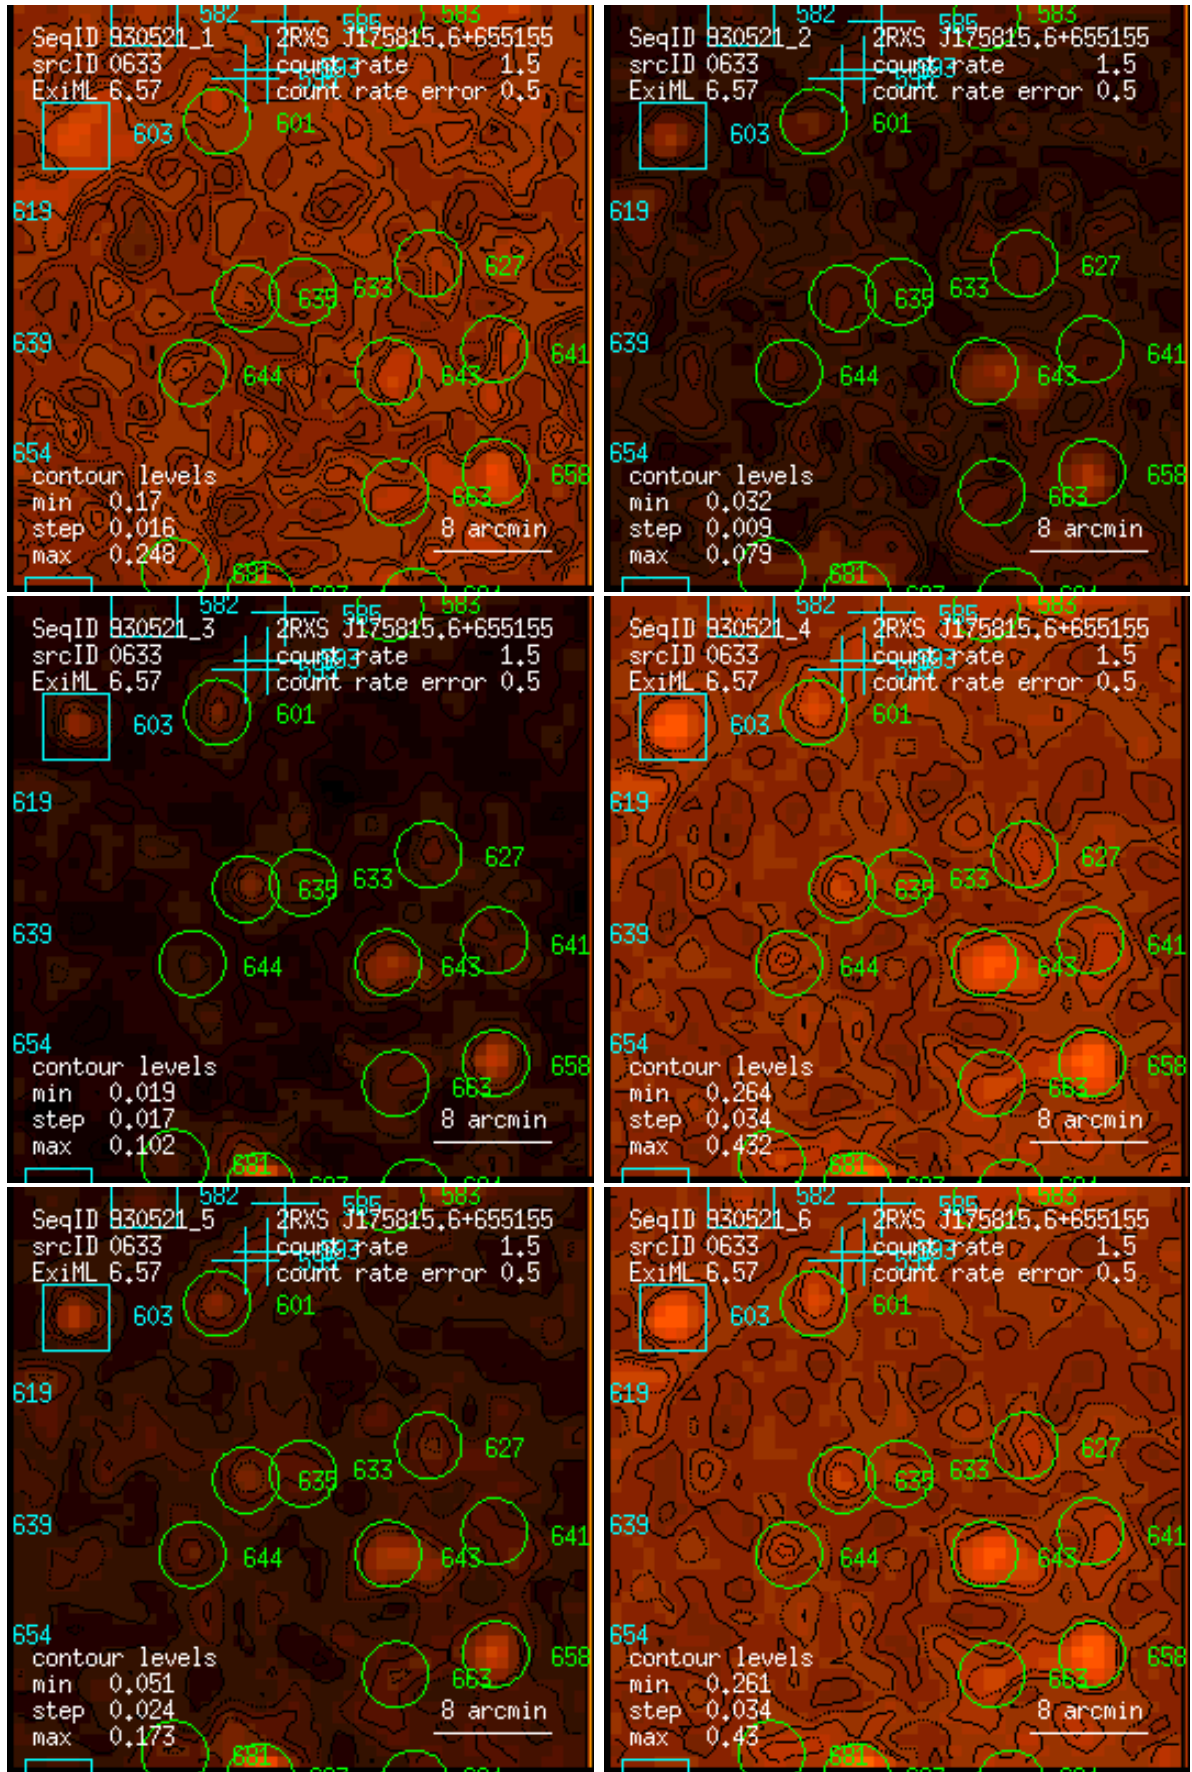 582 585 583
SeqID 930521_1 2RXS J175815.6+655155
srcID 0633 count rate 1.5
ExiML 6.57 count rate error 0.5
603 601
619
627
635 633
639 641
644 643
654
658
contour levels
min 0.17 663
step 0.016 8 arcmin
max 0.248
681
582 585 583
SeqID 930521_2 2RXS J175815.6+655155
srcID 0633 count rate 1.5
ExiML 6.57 count rate error 0.5
603 601
619
627
635 633
639 641
644 643
654
658
contour levels
min 0.032 663
step 0.009 8 arcmin
max 0.079
681
582 585 583
SeqID 930521_3 2RXS J175815.6+655155
srcID 0633 count rate 1.5
ExiML 6.57 count rate error 0.5
603 601
619
627
635 633
639 641
644 643
654
658
contour levels
min 0.019 663
step 0.017 8 arcmin
max 0.102
681
582 585 583
SeqID 930521_4 2RXS J175815.6+655155
srcID 0633 count rate 1.5
ExiML 6.57 count rate error 0.5
603 601
619
627
635 633
639 641
644 643
654
658
contour levels
min 0.264 663
step 0.034 8 arcmin
max 0.432
681
582 585 583
SeqID 930521_5 2RXS J175815.6+655155
srcID 0633 count rate 1.5
ExiML 6.57 count rate error 0.5
603 601
619
627
635 633
639 641
644 643
654
658
contour levels
min 0.051 663
step 0.024 8 arcmin
max 0.173
681
582 585 583
SeqID 930521_6 2RXS J175815.6+655155
srcID 0633 count rate 1.5
ExiML 6.57 count rate error 0.5
603 601
619
627
635 633
639 641
644 643
654
658
contour levels
min 0.261 663
step 0.034 8 arcmin
max 0.43
681